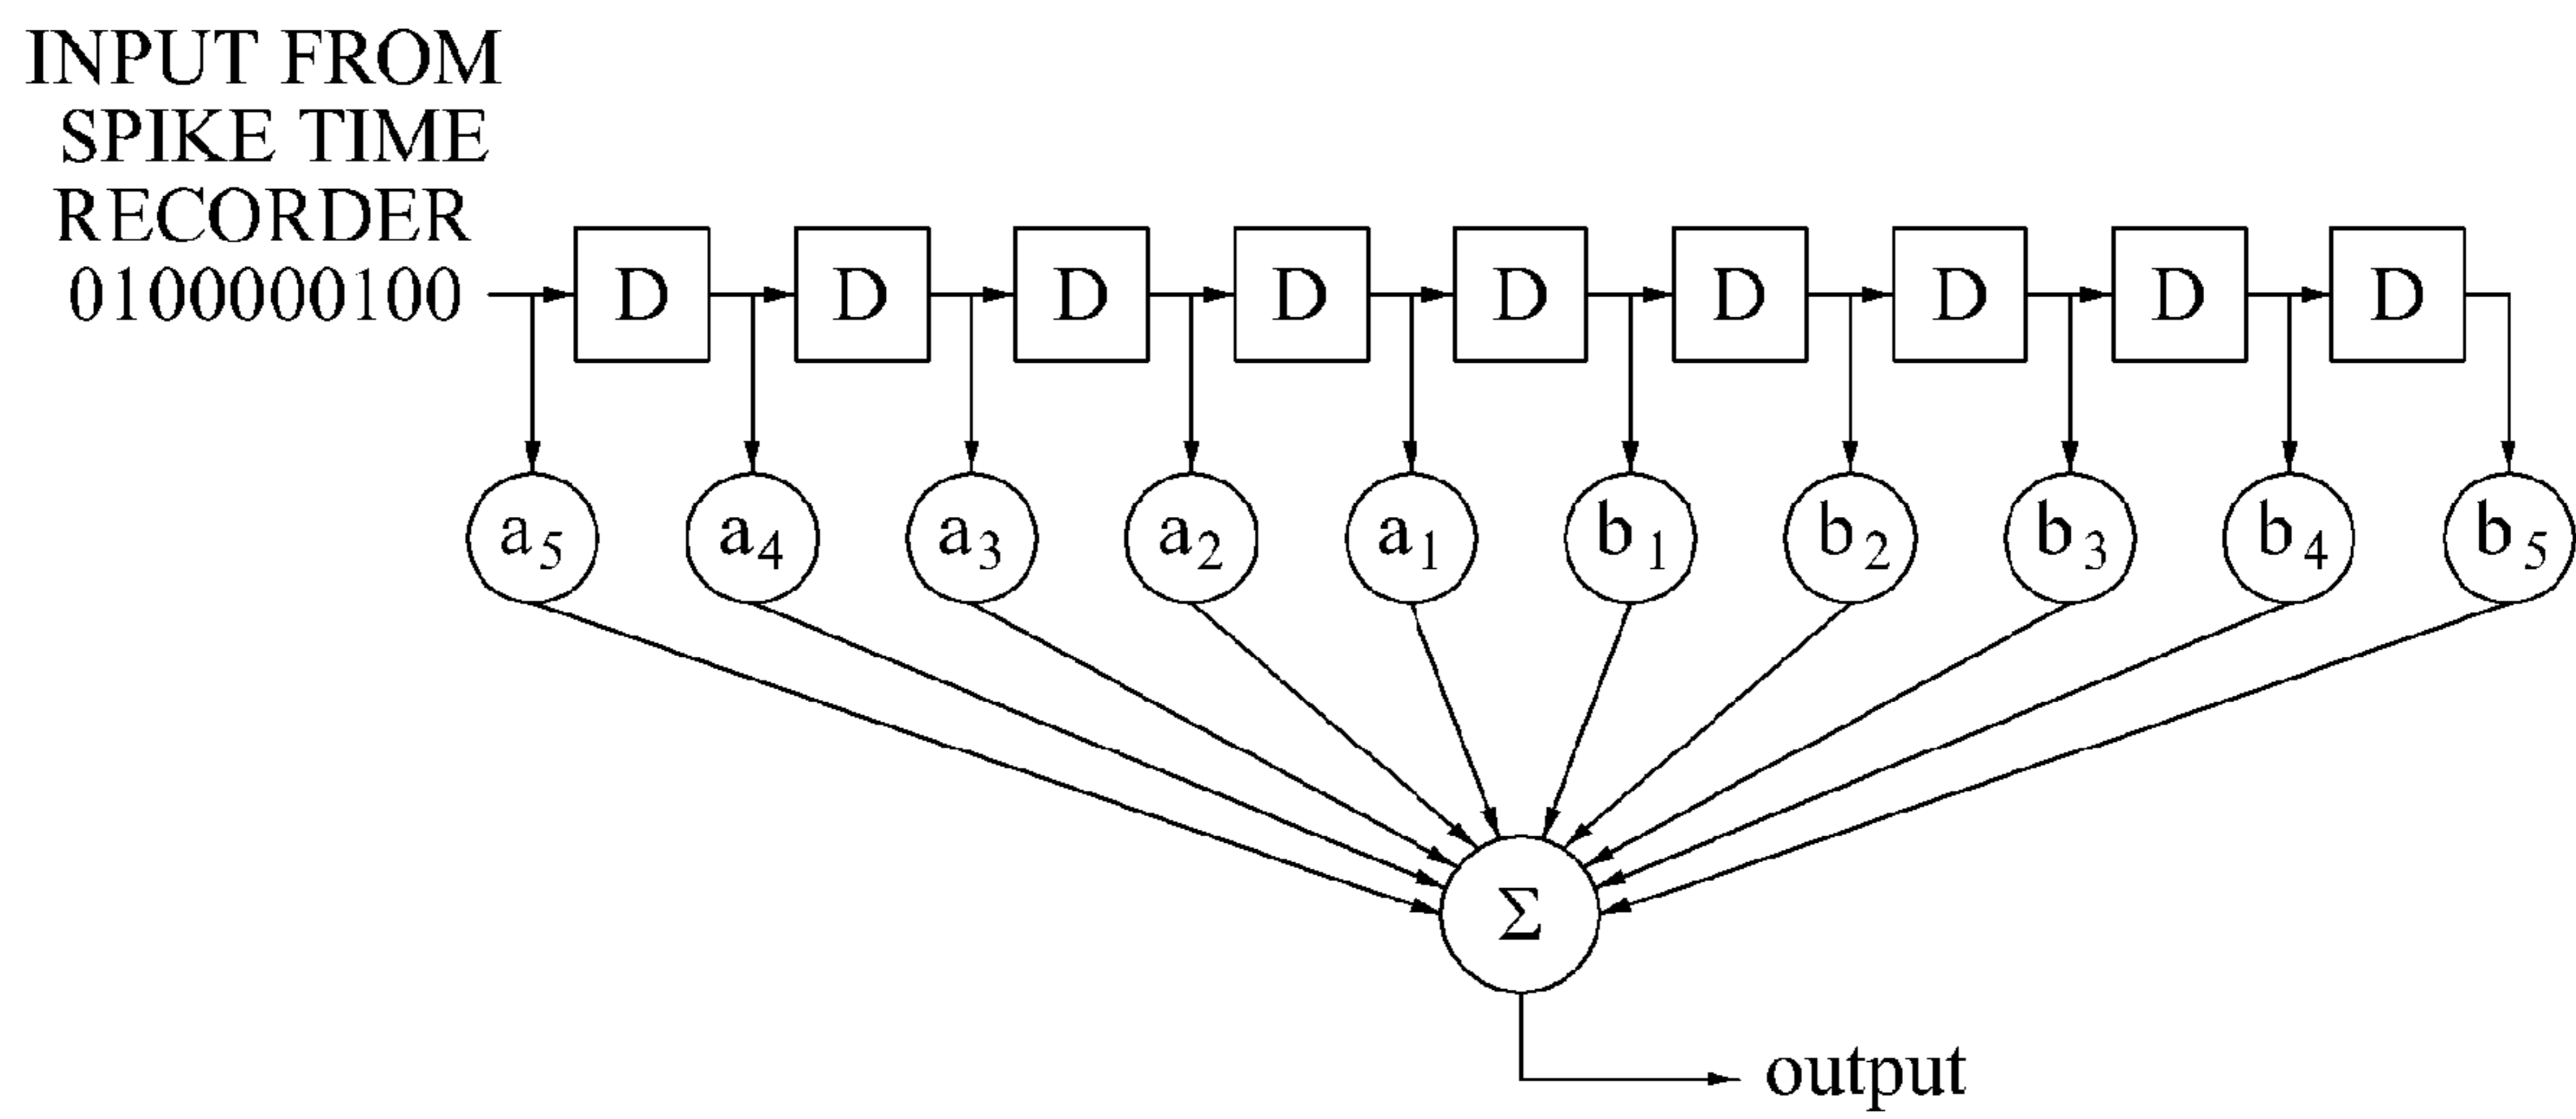 INPUT FROM
SPIKE TIME
RECORDER
0100000100
D D D D D D D D D
a5 a4 a3 a2 a1 b1 b2 b3 b4 b5
Σ
output